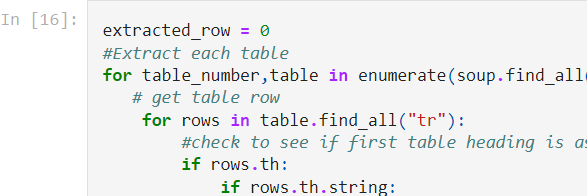 In [16]:
extracted_row = 0
#Extract each table
for table_number,table in enumerate(soup.find_all
# get table row
for rows in table.find_all("tr"):
#check to see if first table heading is as
if rows.th:
if rows.th.string: